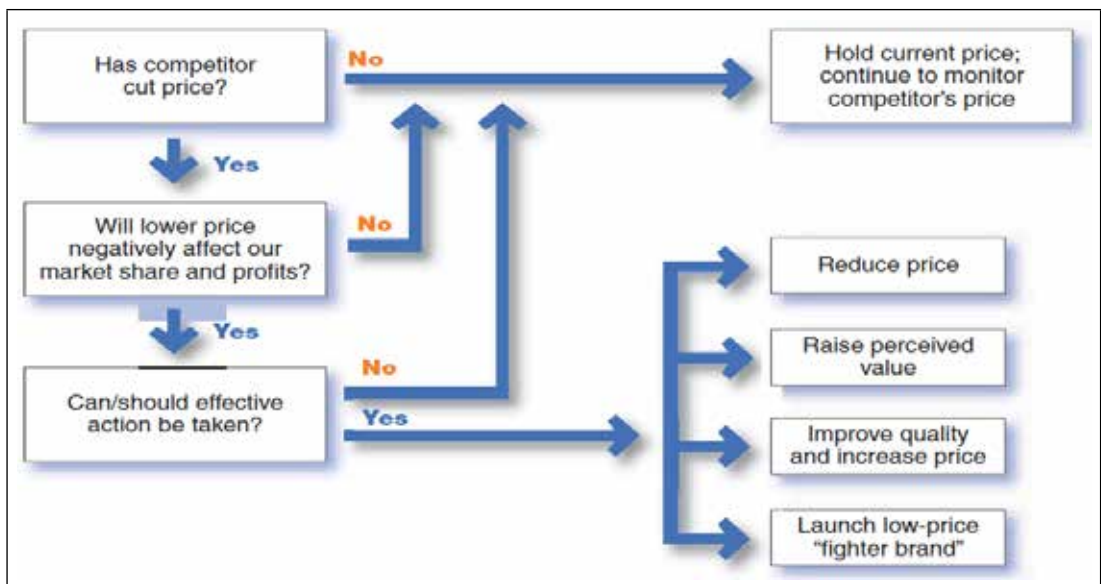 Has competitor
cut price?
No
Hold current price;
continue to monitor
competitor's price
Yes
Will lower price
negatively affect our
market share and profits?
No
Yes
Reduce price
Raise perceived
value
Can/should effective
action be taken?
No
Yes
Improve quality
and increase price
Launch low-price
“fighter brand”